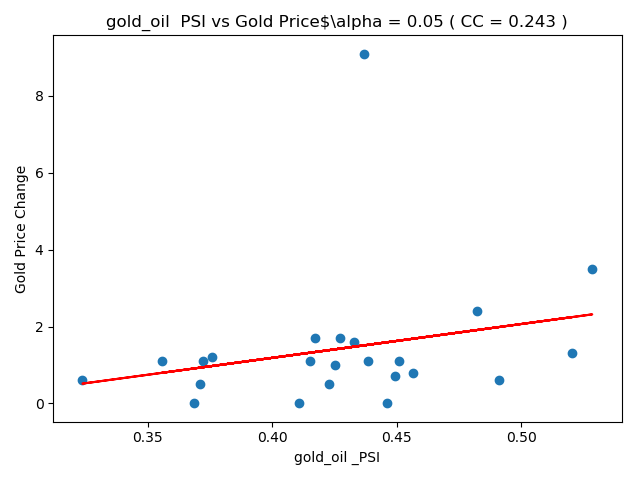 gold_oil  PSI vs Gold Price$\alpha = 0.05 ( CC = 0.243 )
8
6
4
2
0
Gold Price Change
0.35 0.40 0.45 0.50
gold_oil _PSI